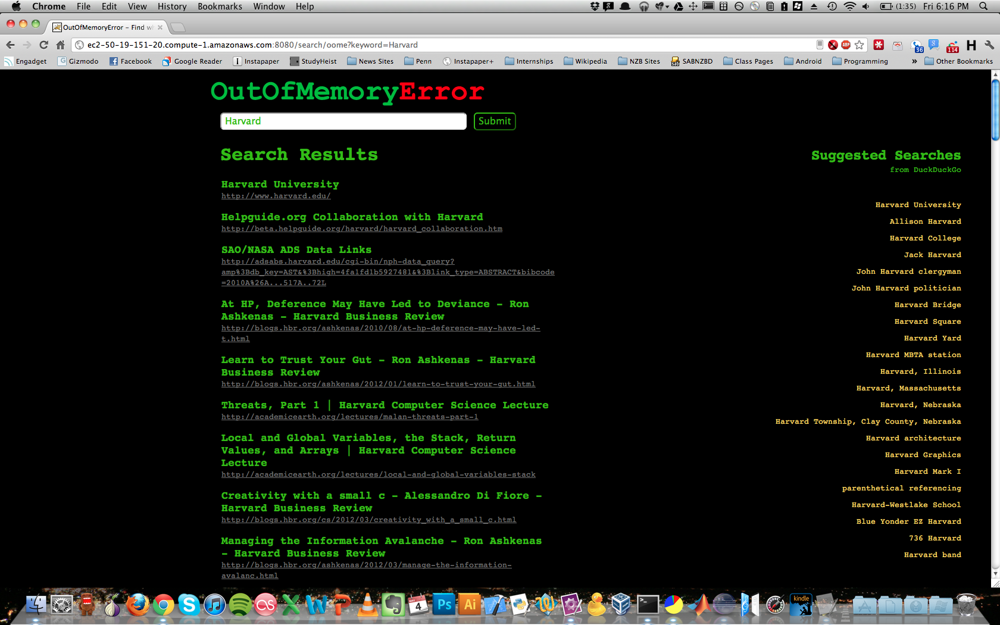 Chrome File Edit View History Bookmarks Window Help (1:35) Fri 6:16 PM
OutOfMemoryError – Find w
ec2-50-19-151-20.compute-1.amazonaws.com:8080/search/oome?keyword=Harvard ABP 36 114 H
Engadget Gizmodo Facebook Google Reader Instapaper StudyHeist News Sites Penn Instapaper+ Internships Wikipedia NZB Sites SABNZBD Class Pages Android Programming » Other Bookmarks
OutOfMemoryError
Harvard Submit
Search Results
Harvard University
http://www.harvard.edu/
Helpguide.org Collaboration with Harvard
http://beta.helpguide.org/harvard/harvard_collaboration.htm
SAO/NASA ADS Data Links
http://adsabs.harvard.edu/cgi-bin/nph-data_query?
amp%3Bdb_key=AST&%3Bhigh=4fa1fd1b5927481&%3Blink_type=ABSTRACT&bibcode
=2010A%26A...517A..72L
At HP, Deference May Have Led to Deviance - Ron
Ashkenas - Harvard Business Review
http://blogs.hbr.org/ashkenas/2010/08/at-hp-deference-may-have-led-
t.html
Learn to Trust Your Gut - Ron Ashkenas - Harvard
Business Review
http://blogs.hbr.org/ashkenas/2012/01/learn-to-trust-your-gut.html
Threats, Part 1 | Harvard Computer Science Lecture
http://academicearth.org/lectures/malan-threats-part-1
Local and Global Variables, the Stack, Return
Values, and Arrays | Harvard Computer Science
Lecture
http://academicearth.org/lectures/local-and-global-variables-stack
Creativity with a small c - Alessandro Di Fiore -
Harvard Business Review
http://blogs.hbr.org/cs/2012/03/creativity_with_a_small_c.html
Managing the Information Avalanche - Ron Ashkenas
- Harvard Business Review
http://blogs.hbr.org/ashkenas/2012/03/manage-the-information-
avalanc.html
Suggested Searches
from DuckDuckGo
Harvard University
Allison Harvard
Harvard College
Jack Harvard
John Harvard clergyman
John Harvard politician
Harvard Bridge
Harvard Square
Harvard Yard
Harvard MBTA station
Harvard, Illinois
Harvard, Massachusetts
Harvard, Nebraska
Harvard Township, Clay County, Nebraska
Harvard architecture
Harvard Graphics
Harvard Mark I
parenthetical referencing
Harvard-Westlake School
Blue Yonder EZ Harvard
736 Harvard
Harvard band
MAY 4 Ps Ai kindle